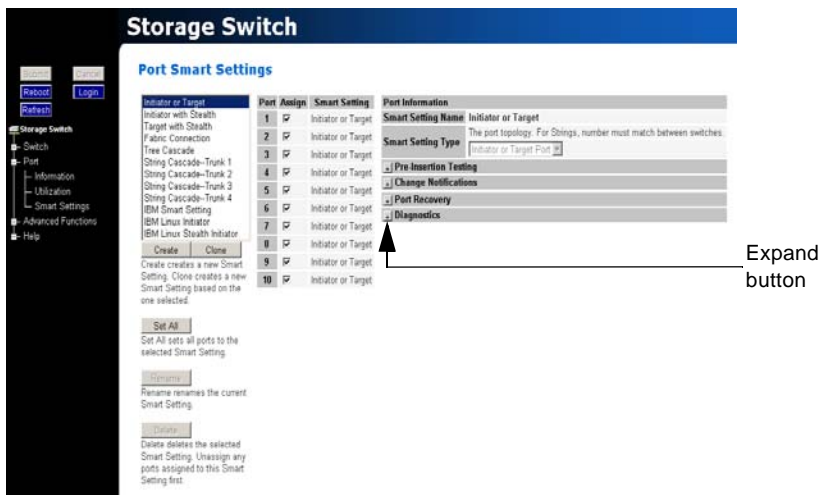 Storage Switch
Submit Cancel
Reboot Login
Refresh
Storage Switch
Switch
Port
Information
Utilization
Smart Settings
Advanced Functions
Help
Port Smart Settings
Initiator or Target
Initiator with Stealth
Target with Stealth
Fabric Connection
Tree Cascade
String Cascade--Trunk 1
String Cascade--Trunk 2
String Cascade--Trunk 3
String Cascade--Trunk 4
IBM Smart Setting
IBM Linux Initiator
IBM Linux Stealth Initiator
Create Clone
Create creates a new Smart
Setting. Clone creates a new
Smart Setting based on the
one selected.
Set All
Set All sets all ports to the
selected Smart Setting.
Rename
Rename renames the current
Smart Setting.
Delete
Delete deletes the selected
Smart Setting. Unassign any
ports assigned to this Smart
Setting first.
Port Assign Smart Setting
1 Initiator or Target
2 Initiator or Target
3 Initiator or Target
4 Initiator or Target
5 Initiator or Target
6 Initiator or Target
7 Initiator or Target
8 Initiator or Target
9 Initiator or Target
10 Initiator or Target
Port Information
Smart Setting Name Initiator or Target
Smart Setting Type The port topology. For Strings, number must match between switches.
Initiator or Target Port
Pre-Insertion Testing
Change Notifications
Port Recovery
Diagnostics
Expand
button